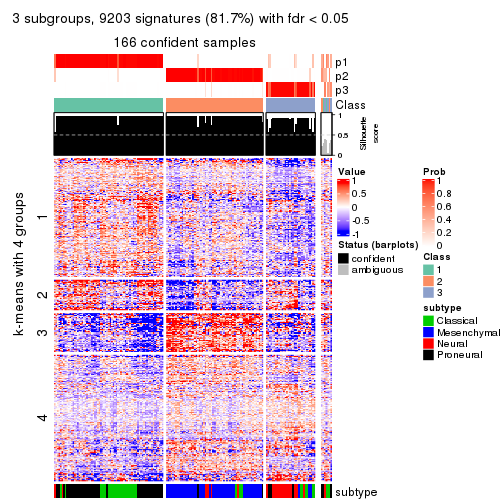 3 subgroups, 9203 signatures (81.7%) with fdr < 0.05
166 confident samples
p1
p2
p3
Class
1
0.5
0
Silhouette
score
k-means with 4 groups
1
2
3
4
subtype
Value
1
0.5
0
-0.5
-1
Status (barplots)
confident
ambiguous
Prob
1
0.8
0.6
0.4
0.2
0
Class
1
2
3
subtype
Classical
Mesenchymal
Neural
Proneural